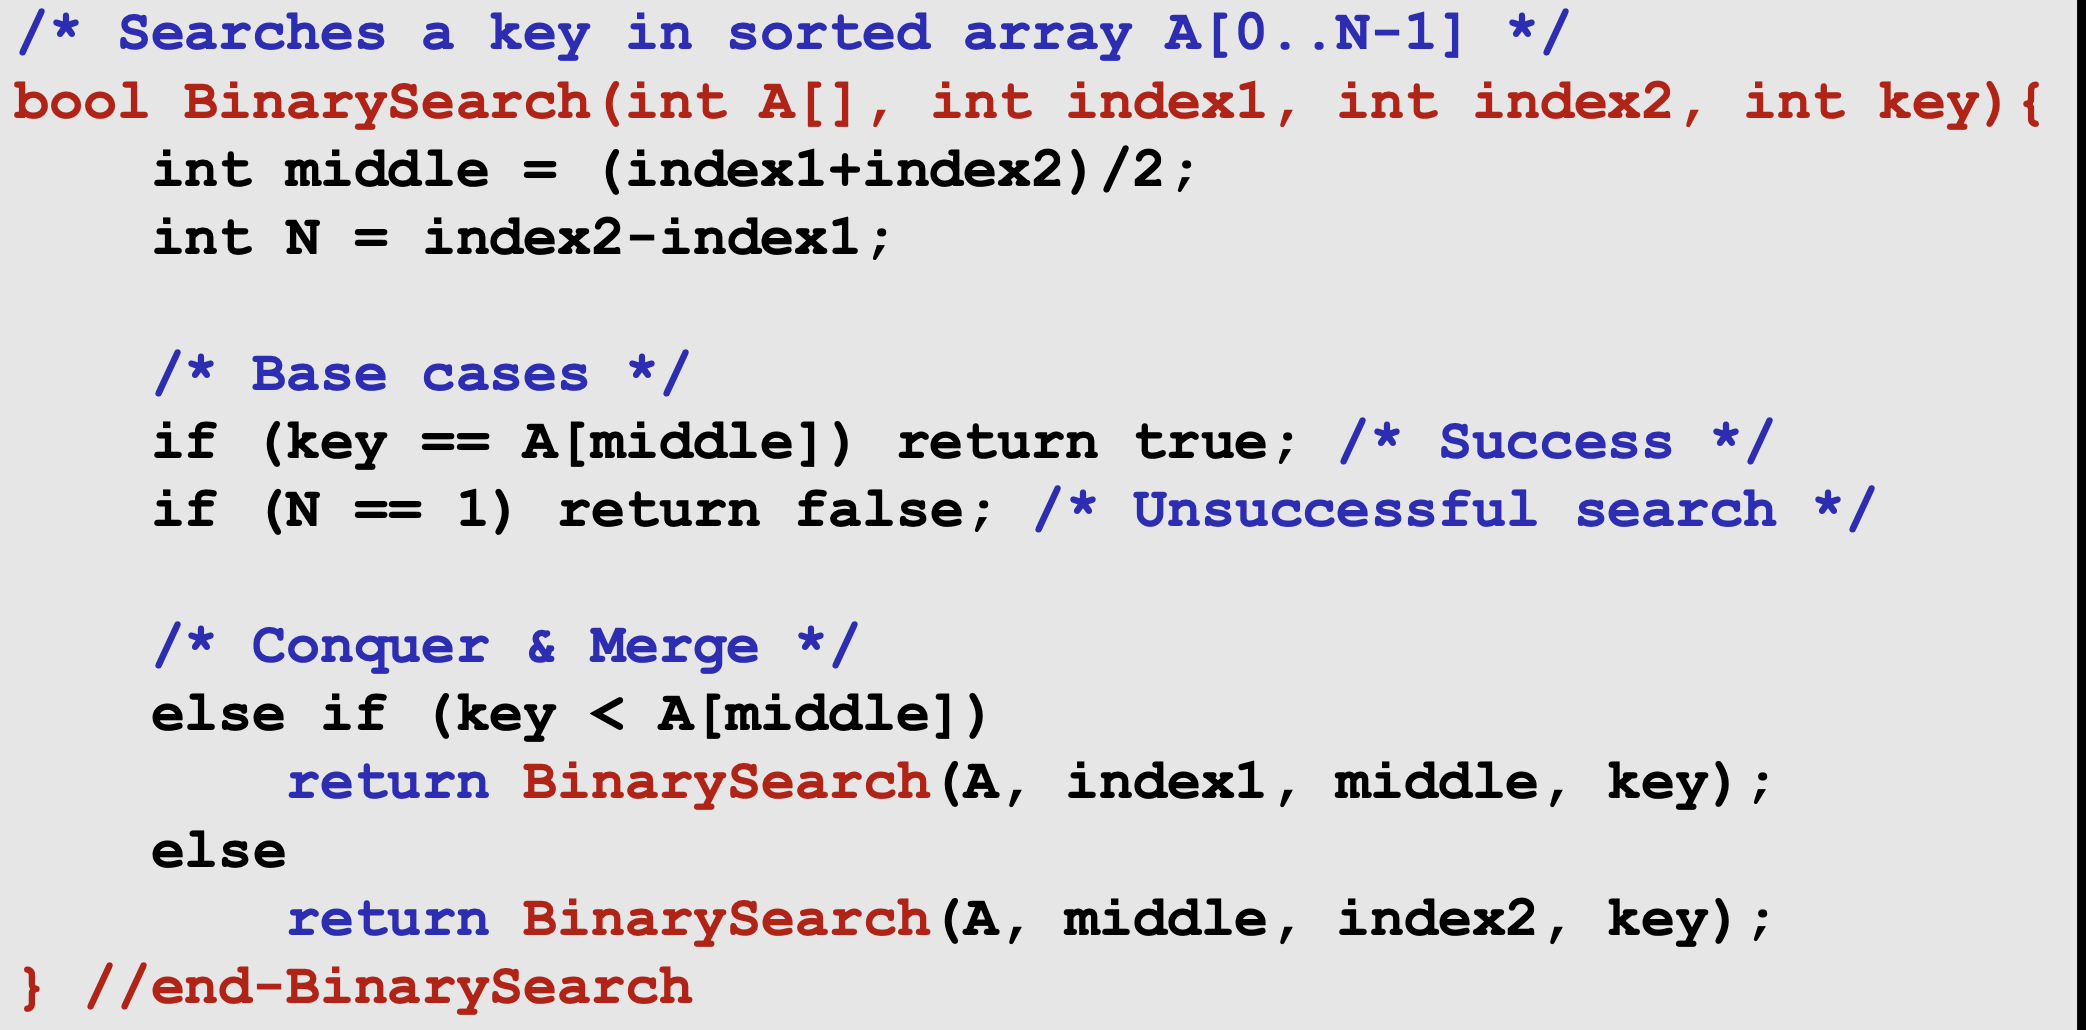 /* Searches a key in sorted array A[0..N-1] */
bool BinarySearch(int A[], int index1, int index2, int key){
    int middle = (index1+index2)/2;
    int N = index2-index1;

    /* Base cases */
    if (key == A[middle]) return true; /* Success */
    if (N == 1) return false; /* Unsuccessful search */

    /* Conquer & Merge */
    else if (key < A[middle])
        return BinarySearch(A, index1, middle, key);
    else
        return BinarySearch(A, middle, index2, key);
} //end-BinarySearch